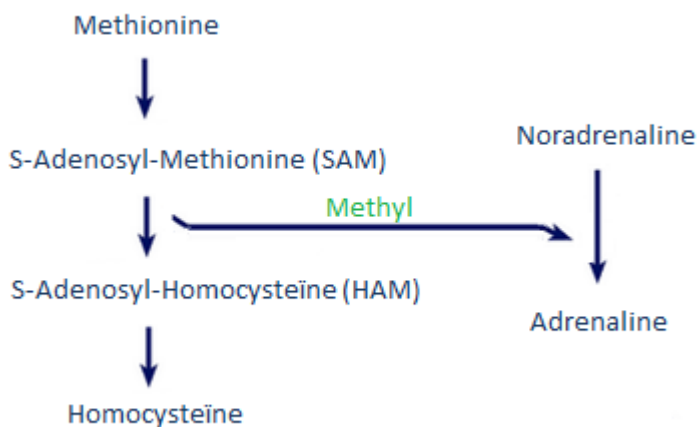 Methionine
Noradrenaline
S-Adenosyl-Methionine (SAM)
Methyl
S-Adenosyl-Homocysteïne (HAM)
Adrenaline
Homocysteïne